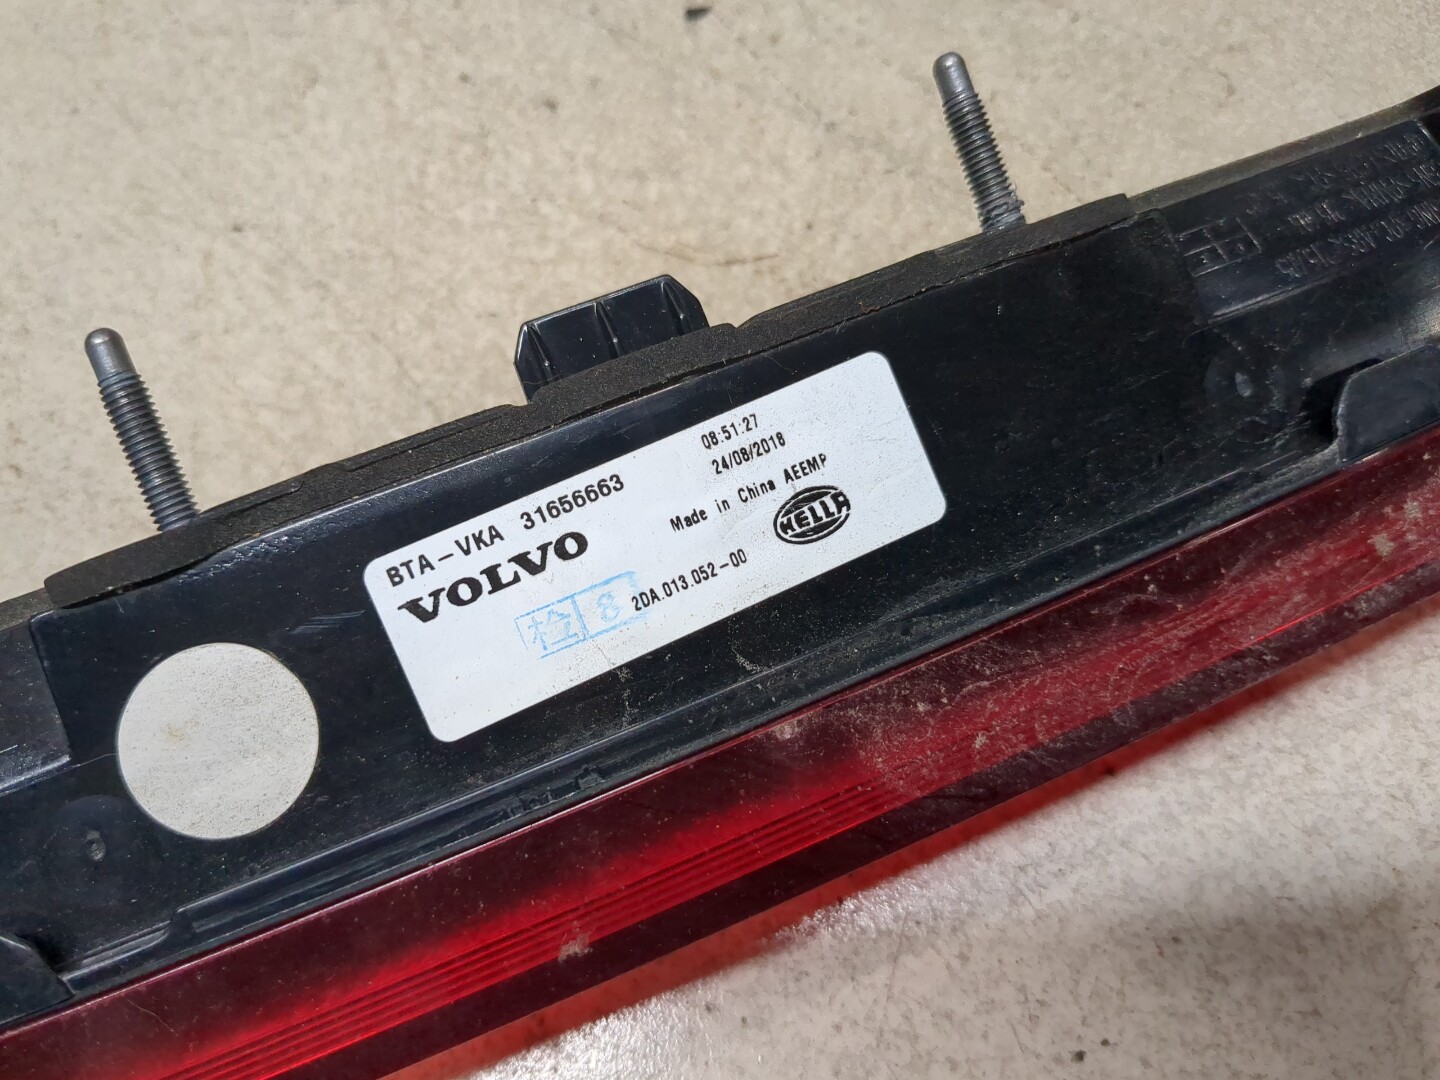 BTA-VKA 31656663
VOLVO
08:51:27
24/08/2018
Made in China AEEMP
HELLA
检 8
2DA.013.052-00